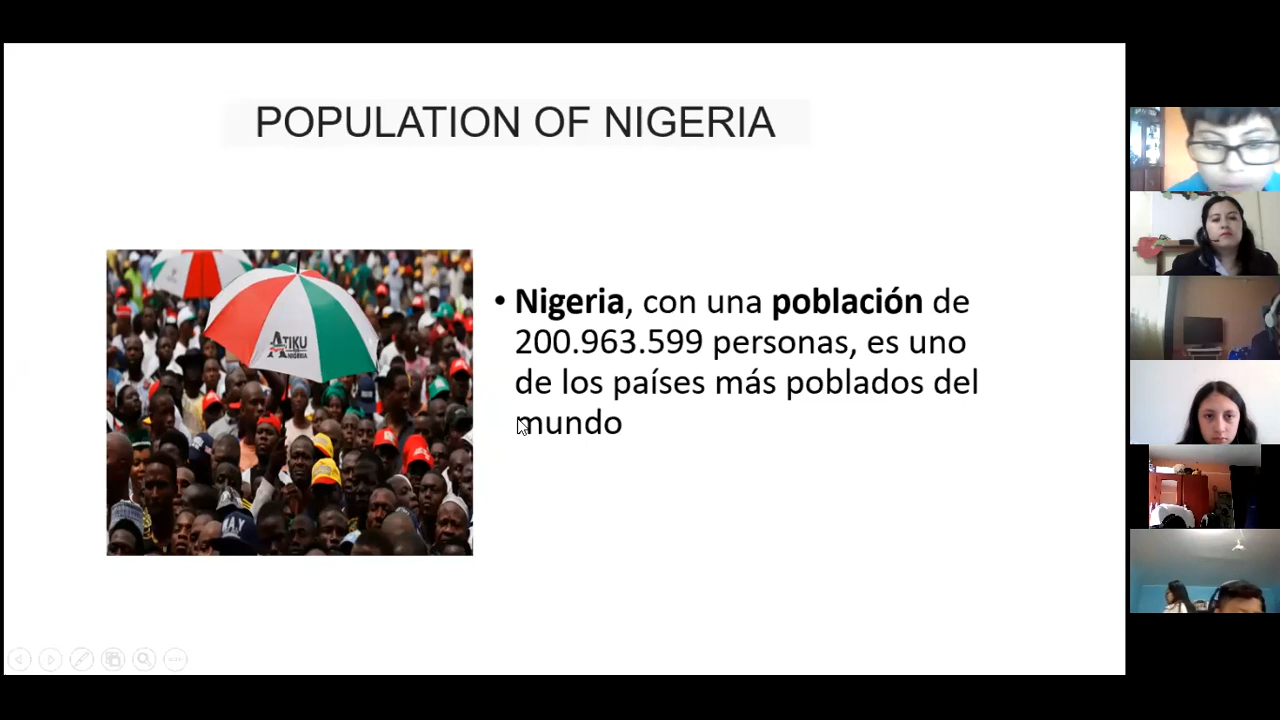 POPULATION OF NIGERIA
ATIKU
NIGERIA
• Nigeria, con una población de
200.963.599 personas, es uno
de los países más poblados del
mundo